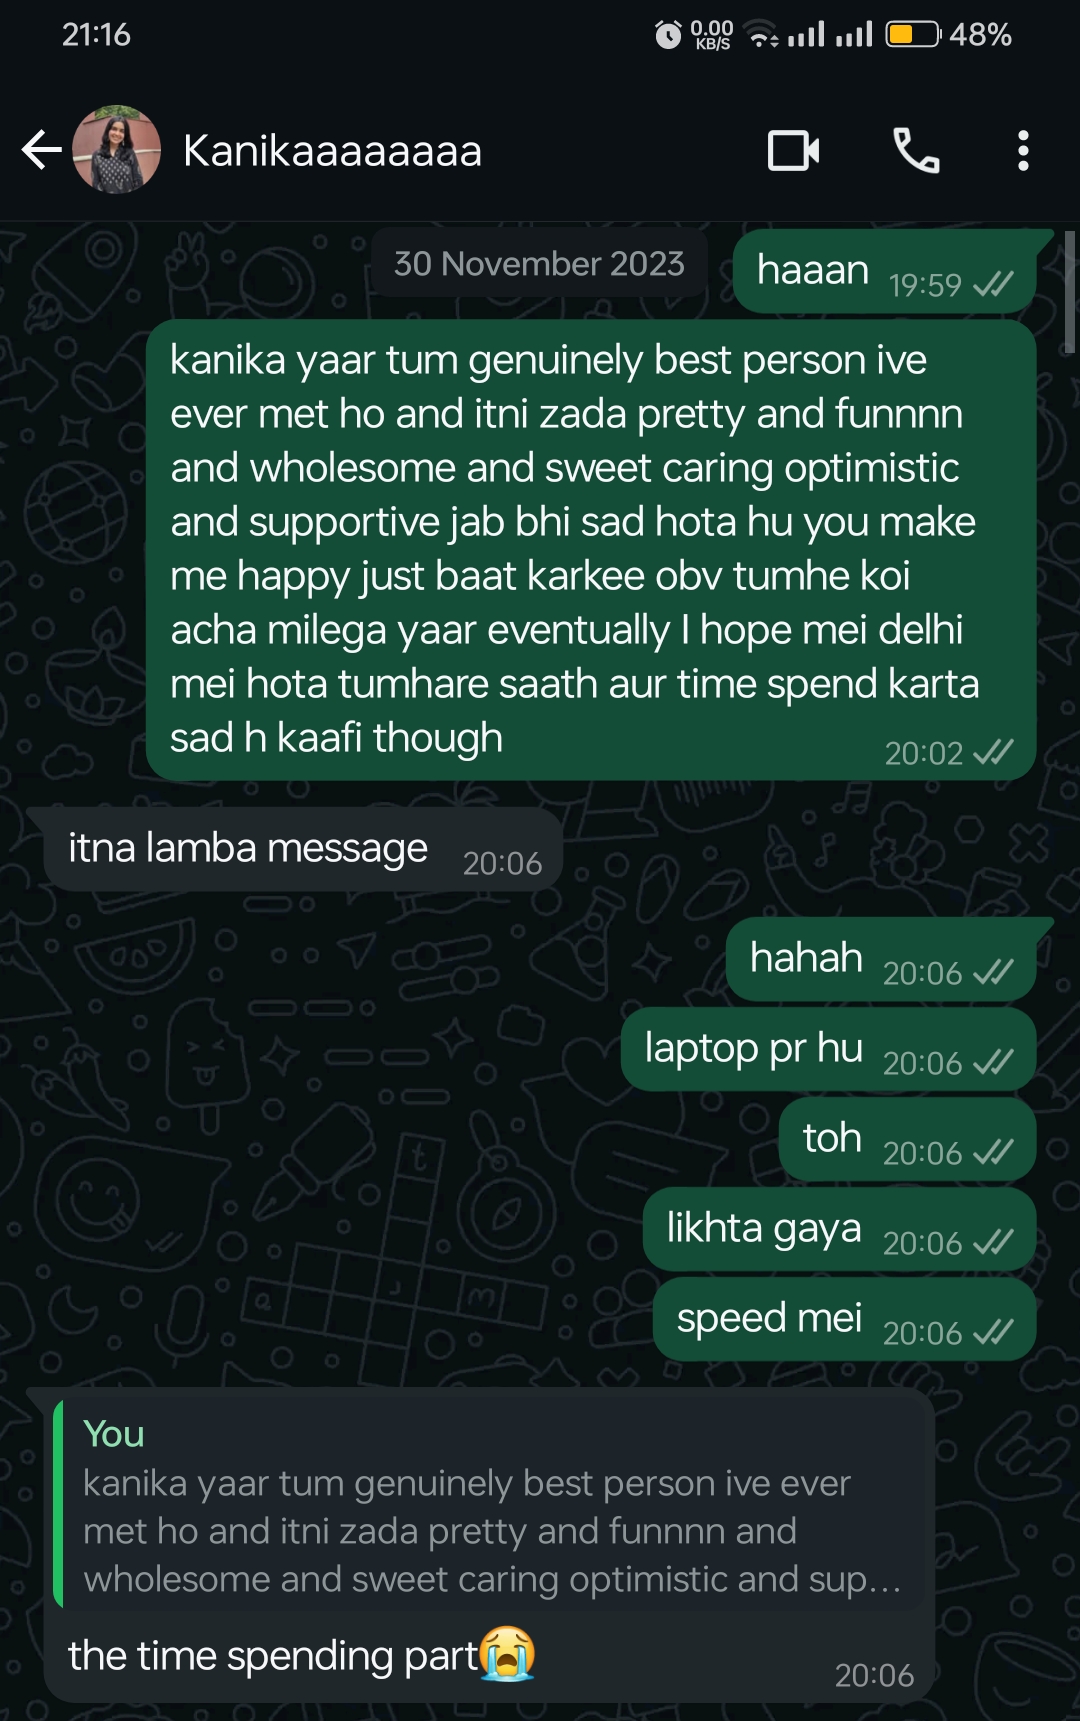 21:16
0.00 KB/S
48%
Kanikaaaaaaaa
30 November 2023
haaan 19:59
kanika yaar tum genuinely best person ive
ever met ho and itni zada pretty and funnnn
and wholesome and sweet caring optimistic
and supportive jab bhi sad hota hu you make
me happy just baat karkee obv tumhe koi
acha milega yaar eventually I hope mei delhi
mei hota tumhare saath aur time spend karta
sad h kaafi though
20:02
itna lamba message 20:06
hahah 20:06
laptop pr hu 20:06
toh 20:06
likhta gaya 20:06
speed mei 20:06
You
kanika yaar tum genuinely best person ive ever
met ho and itni zada pretty and funnnn and
wholesome and sweet caring optimistic and sup...
the time spending part😭
20:06